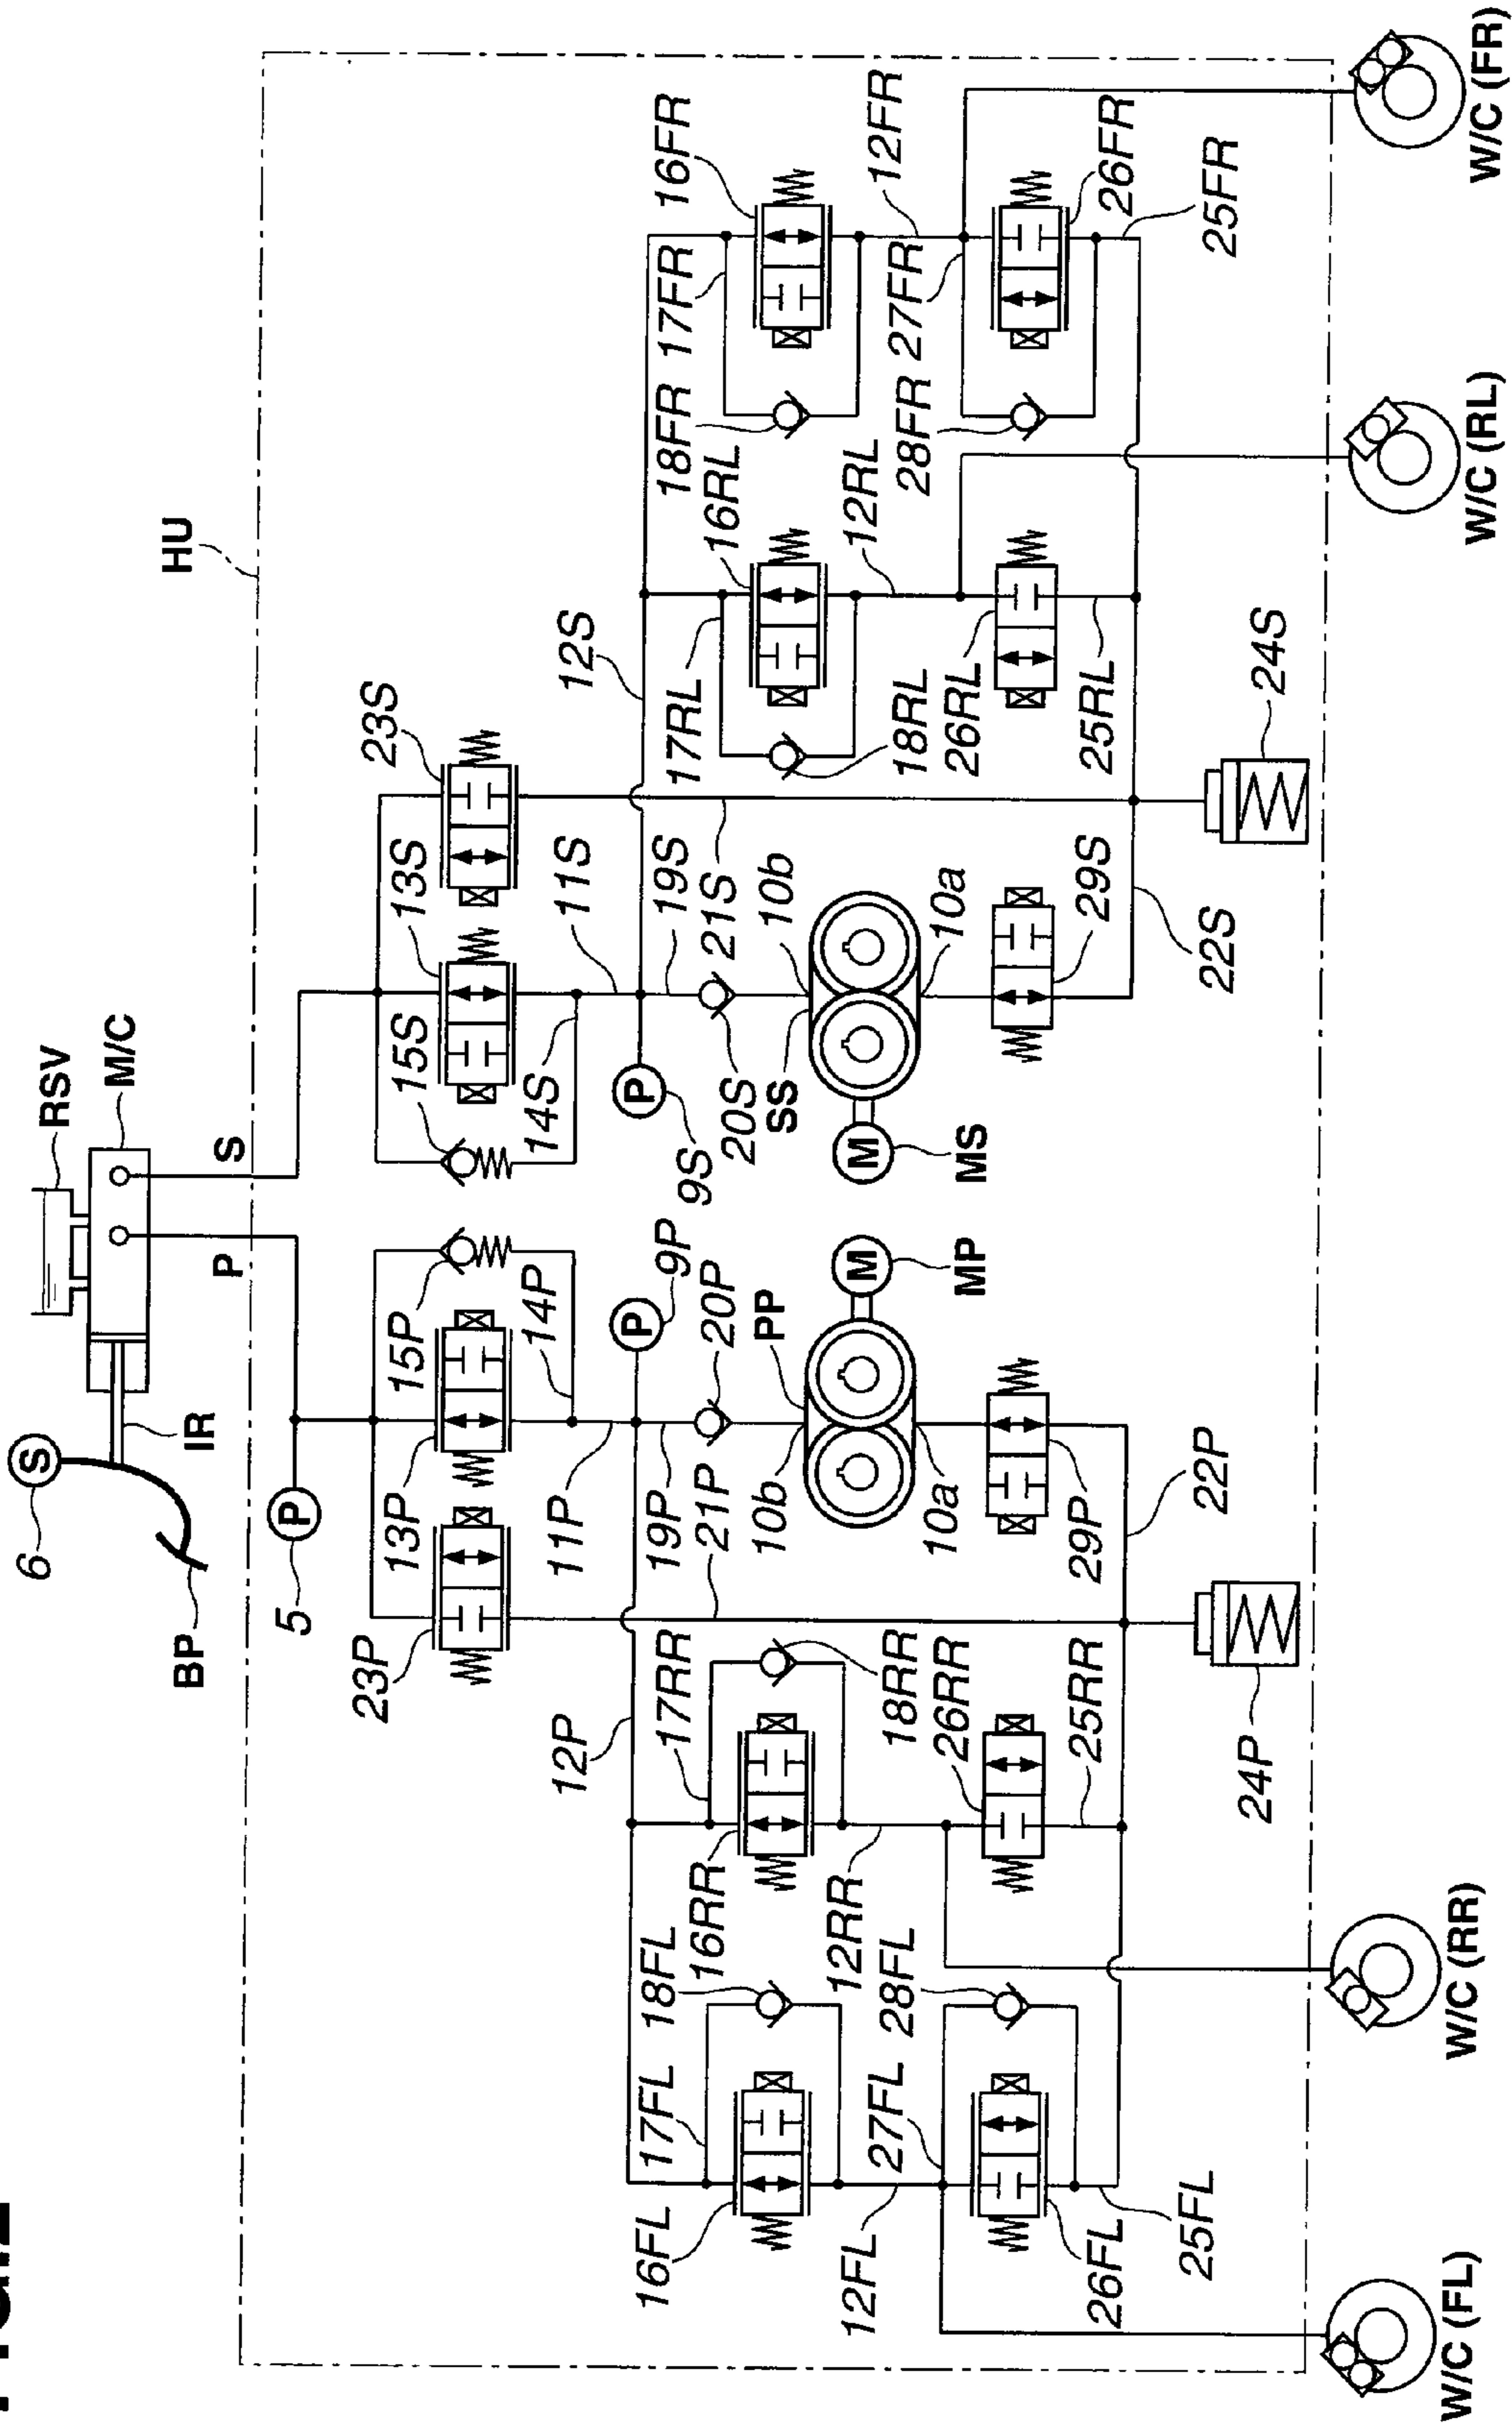 6
S
RSV
M/C
BP
IR
5
P
P
S
HU
23P
13P
15P
15S
13S
23S
14P
14S
11P
11S
12P
12S
9P
P
P
9S
19P
21P
20P
20S
19S
21S
PP
SS
10b
10b
M
M
MP
MS
10a
10a
29P
29S
22P
22S
24P
24S
16FL
17FL
18FL
16RR
17RR
18RR
17RL
16RL
18RL
18FR
17FR
16FR
12FL
27FL
28FL
12RR
26RR
25RR
26RL
12RL
25RL
28FR
27FR
12FR
26FL
25FL
26FR
25FR
W/C (FL)
W/C (RR)
W/C (RL)
W/C (FR)